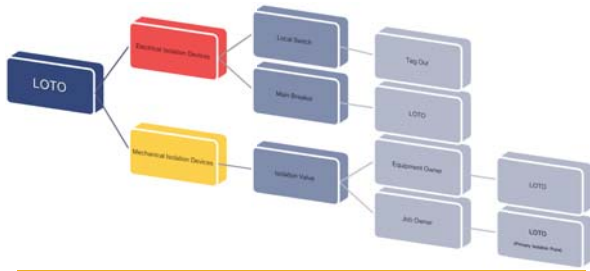 LOTO
Electrical Isolation Devices
Local Switch
Tag Out
Main Breaker
LOTO
Mechanical Isolation Devices
Isolation Valve
Equipment Owner
LOTO
Job Owner
LOTO
(Primary Isolation Point)